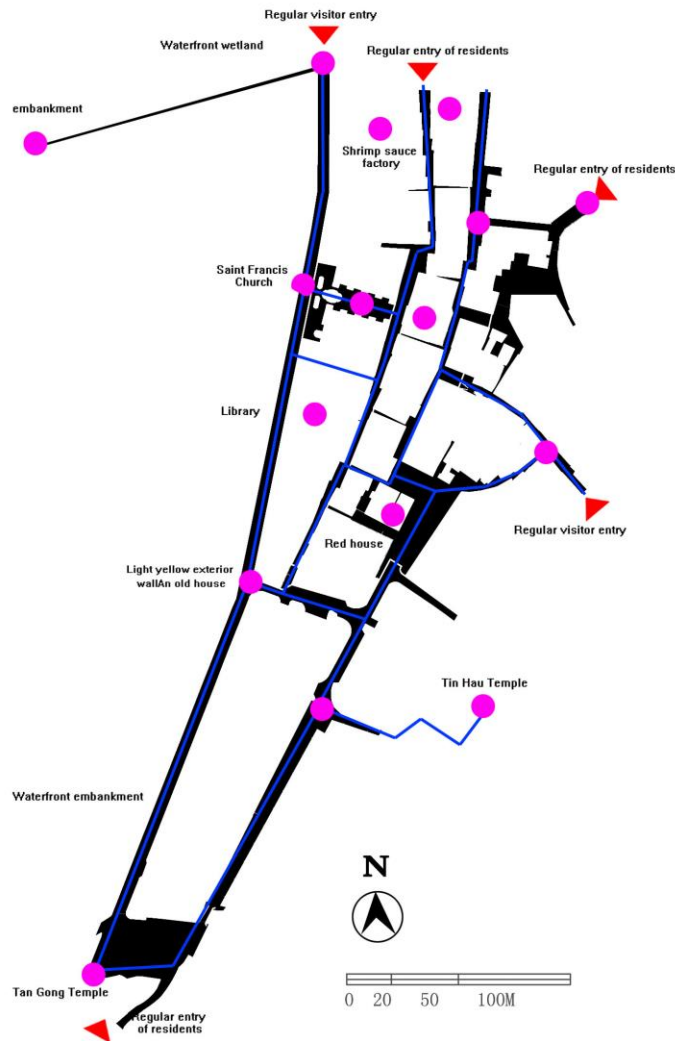 Regular visitor entry
Waterfront wetland
Regular entry of residents
embankment
Shrimp sauce
factory
Regular entry of residents
Saint Francis
Church
Library
Regular visitor entry
Red house
Light yellow exterior
wallAn old house
Tin Hau Temple
Waterfront embankment
N
Tan Gong Temple
0 20 50 100M
Regular entry
of residents